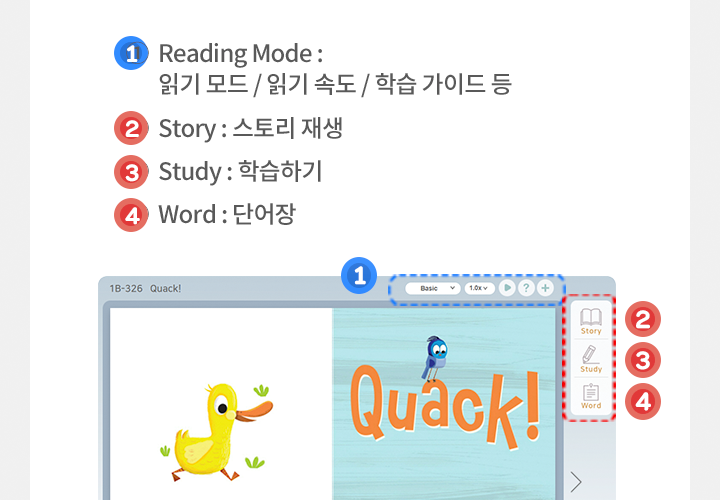 1 Reading Mode :
읽기 모드 / 읽기 속도 / 학습 가이드 등
2 Story : 스토리 재생
3 Study : 학습하기
4 Word : 단어장
1
1B-326 Quack!
Basic 1.0x ?  +
Story
2
Study
3
Word
4
Quack!